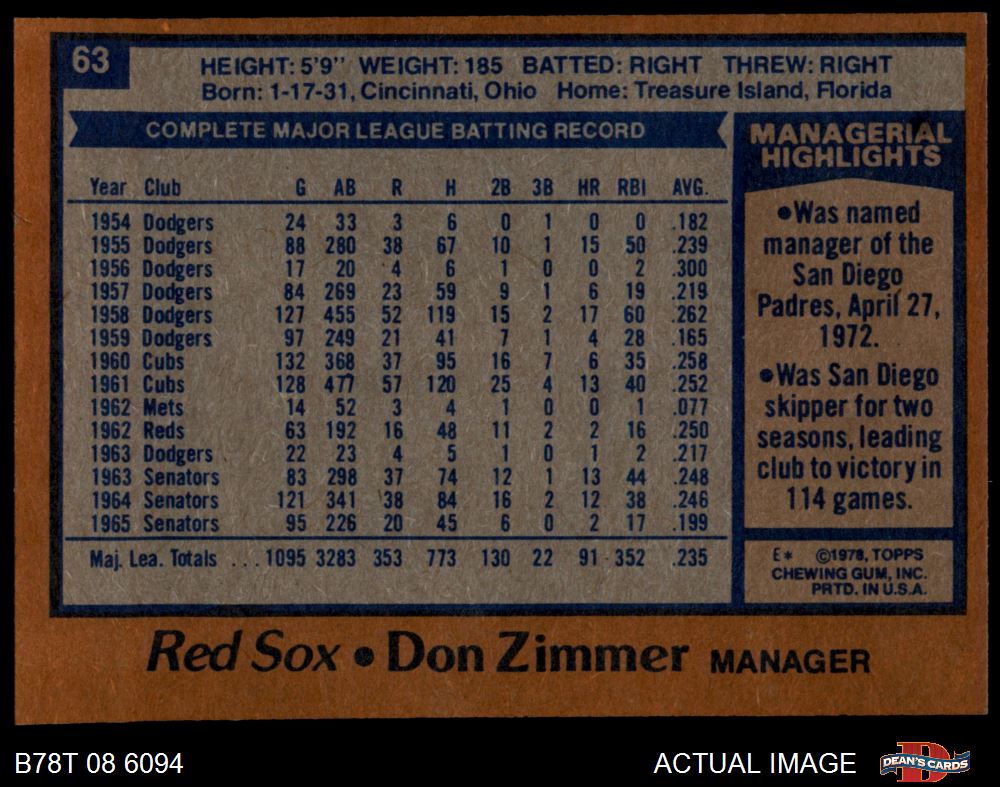 63
HEIGHT: 5'9" WEIGHT: 185 BATTED: RIGHT THREW: RIGHT
Born: 1-17-31, Cincinnati, Ohio Home: Treasure Island, Florida
COMPLETE MAJOR LEAGUE BATTING RECORD
Year Club G AB R H 2B 3B HR RBI AVG.
1954 Dodgers 24 33 3 6 0 1 0 0 .182
1955 Dodgers 88 280 38 67 10 1 15 50 .239
1956 Dodgers 17 20 4 6 1 0 0 2 .300
1957 Dodgers 84 269 23 59 9 1 6 19 .219
1958 Dodgers 127 455 52 119 15 2 17 60 .262
1959 Dodgers 97 249 21 41 7 1 4 28 .165
1960 Cubs 132 368 37 95 16 7 6 35 .258
1961 Cubs 128 477 57 120 25 4 13 40 .252
1962 Mets 14 52 3 4 1 0 0 1 .077
1962 Reds 63 192 16 48 11 2 2 16 .250
1963 Dodgers 22 23 4 5 1 0 1 2 .217
1963 Senators 83 298 37 74 12 1 13 44 .248
1964 Senators 121 341 38 84 16 2 12 38 .246
1965 Senators 95 226 20 45 6 0 2 17 .199
Maj. Lea. Totals ... 1095 3283 353 773 130 22 91 352 .235
MANAGERIAL
HIGHLIGHTS
•Was named
manager of the
San Diego
Padres, April 27,
1972.
•Was San Diego
skipper for two
seasons, leading
club to victory in
114 games.
E* ©1978, TOPPS
CHEWING GUM, INC.
PRTD. IN U.S.A.
Red Sox • Don Zimmer MANAGER
B78T 08 6094
ACTUAL IMAGE
DEAN'S CARDS